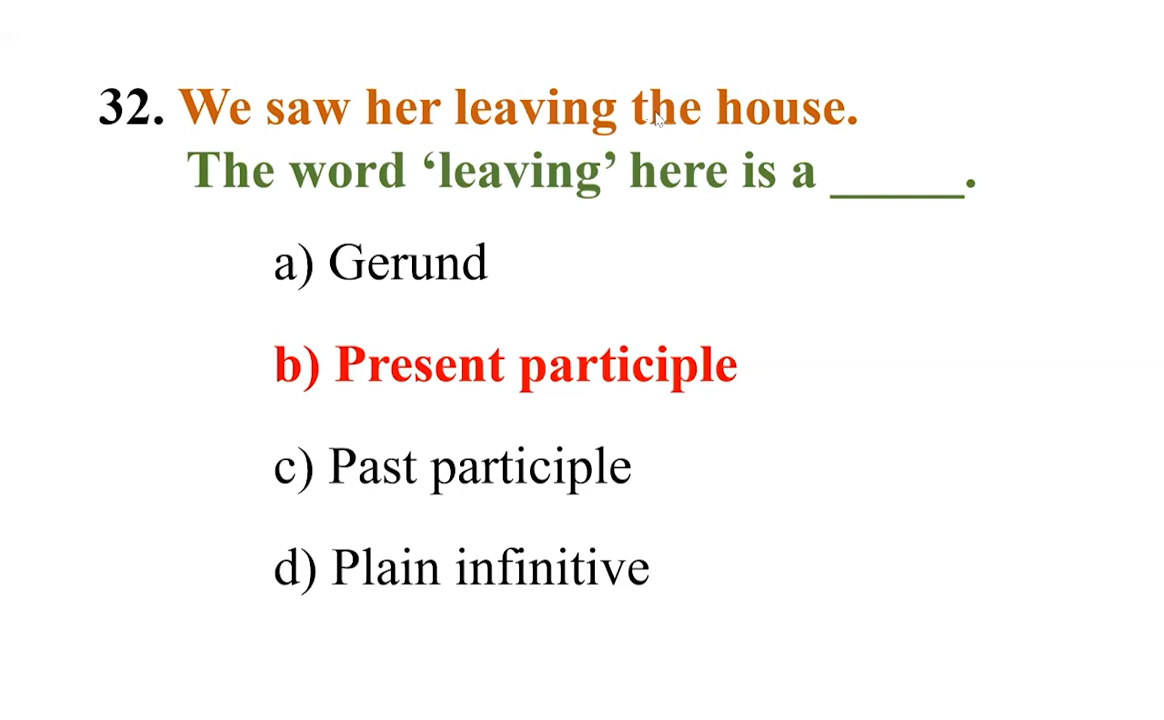 32. We saw her leaving the house.
The word ‘leaving’ here is a _____.
a) Gerund
b) Present participle
c) Past participle
d) Plain infinitive